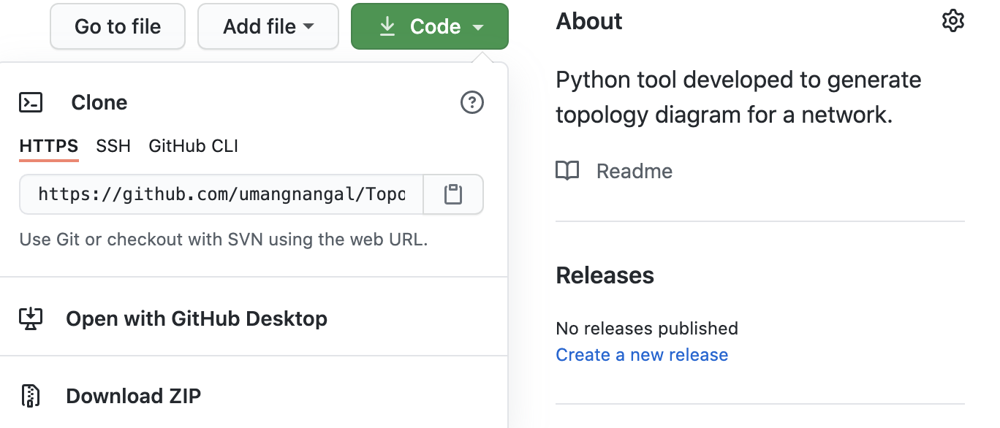 Go to file
Add file
Code
Clone
HTTPS SSH GitHub CLI
https://github.com/umangnangal/Topo
Use Git or checkout with SVN using the web URL.
Open with GitHub Desktop
Download ZIP
About
Python tool developed to generate
topology diagram for a network.
Readme
Releases
No releases published
Create a new release